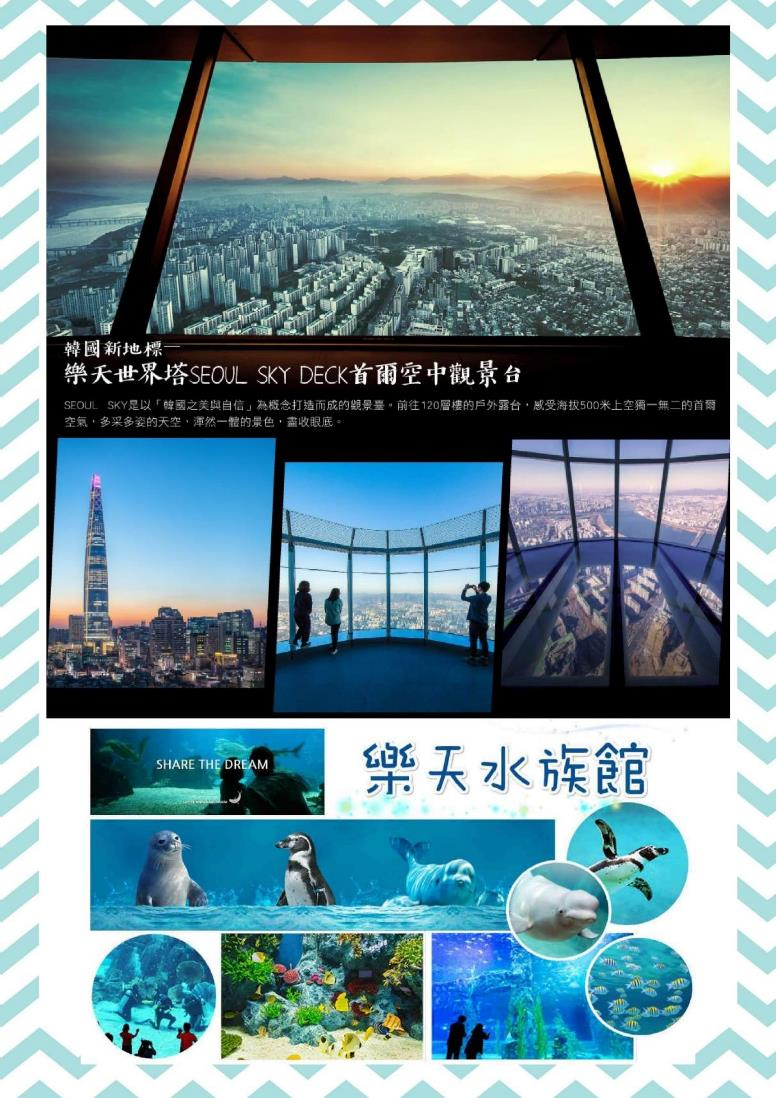 韓國新地標—
樂天世界塔SEOUL SKY DECK首爾空中觀景台
SEOUL SKY是以「韓國之美與自信」為概念打造而成的觀景臺。前往120層樓的戶外露台，感受海拔500米上空獨一無二的首爾
空氣，多采多姿的天空，渾然一體的景色，盡收眼底。
SHARE THE DREAM
樂天水族館